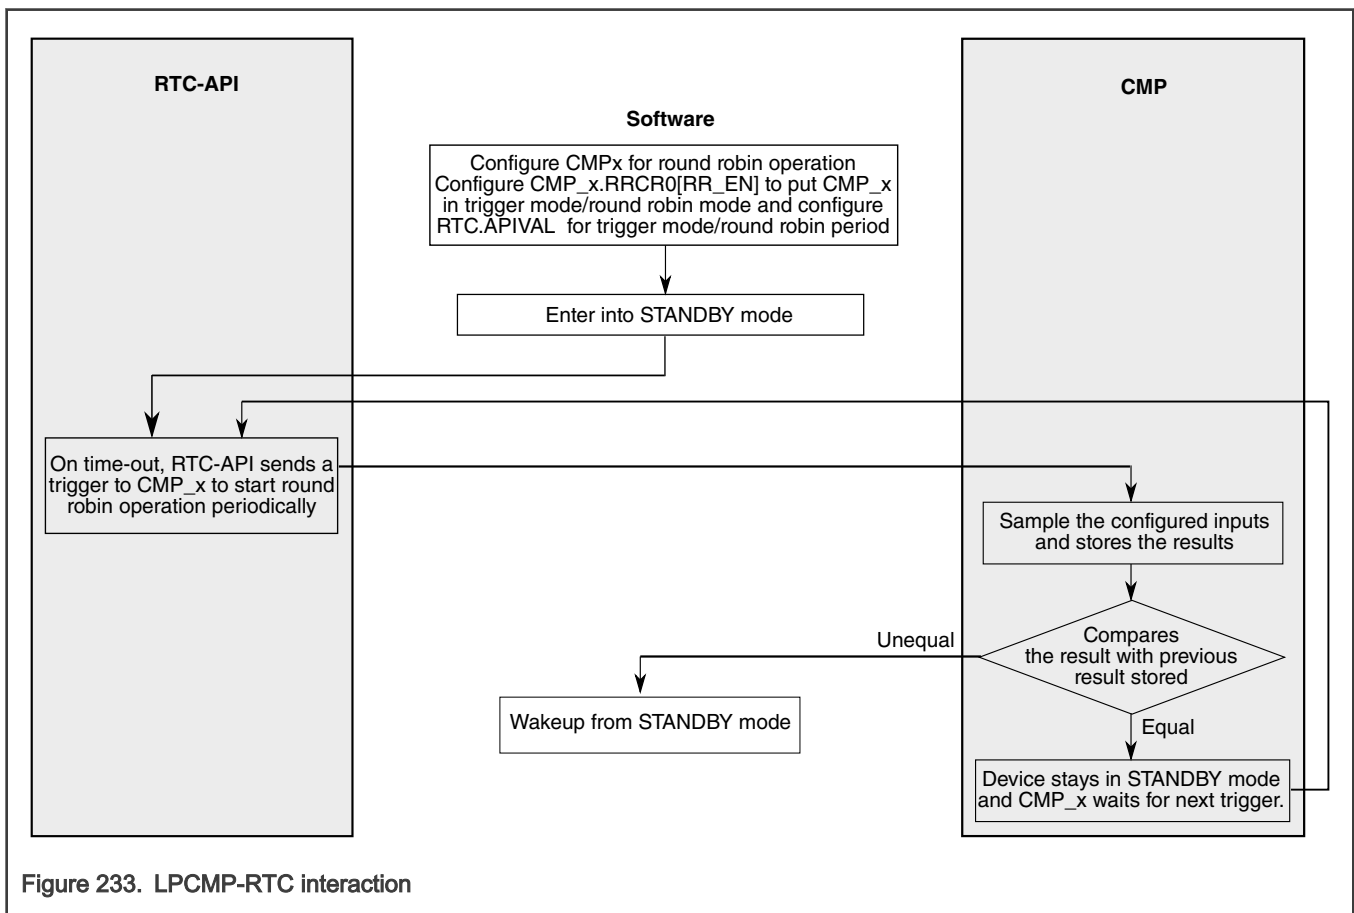 RTC-API
CMP
Software
Configure CMPx for round robin operation
Configure CMP_x.RRCR0[RR_EN] to put CMP_x
in trigger mode/round robin mode and configure
RTC.APIVAL for trigger mode/round robin period
Enter into STANDBY mode
On time-out, RTC-API sends a
trigger to CMP_x to start round
robin operation periodically
Sample the configured inputs
and stores the results
Compares
the result with previous
result stored
Unequal
Wakeup from STANDBY mode
Equal
Device stays in STANDBY mode
and CMP_x waits for next trigger.
Figure 233. LPCMP-RTC interaction